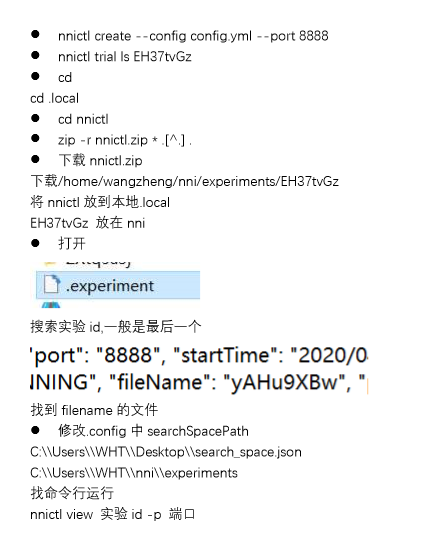 ● nnictl create --config config.yml --port 8888
● nnictl trial ls EH37tvGz
● cd
cd .local
● cd nnictl
● zip -r nnictl.zip * .[^.] .
● 下载 nnictl.zip
下载/home/wangzheng/nni/experiments/EH37tvGz
将 nnictl 放到本地.local
EH37tvGz 放在 nni
● 打开
.experiment
搜索实验 id,一般是最后一个
'port": "8888", "startTime": "2020/0
NNING", "fileName": "yAHu9XBw", "
找到 filename 的文件
● 修改.config 中 searchSpacePath
C:\\Users\\WHT\\Desktop\\search_space.json
C:\\Users\\WHT\\nni\\experiments
找命令行运行
nnictl view 实验 id -p 端口